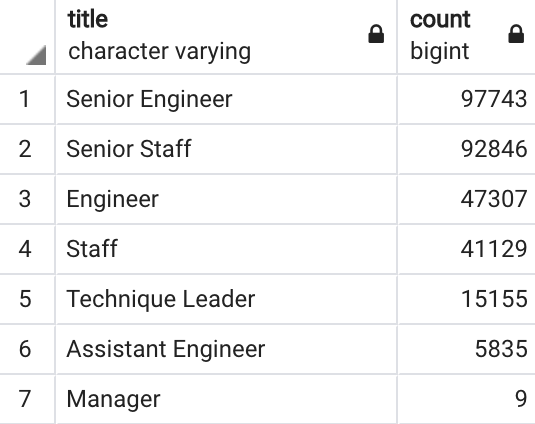 title count
character varying bigint
1 Senior Engineer 97743
2 Senior Staff 92846
3 Engineer 47307
4 Staff 41129
5 Technique Leader 15155
6 Assistant Engineer 5835
7 Manager 9